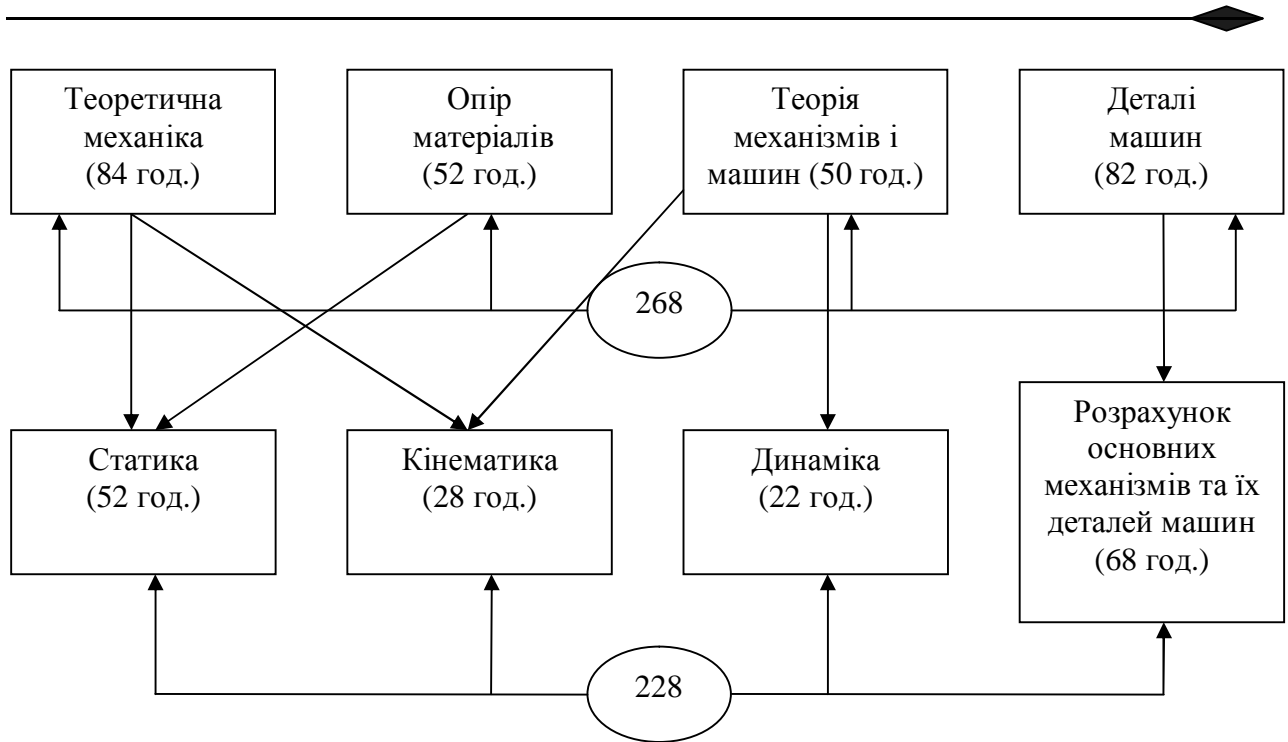 Теоретична
механіка
(84 год.)
Опір
матеріалів
(52 год.)
Теорія
механізмів і
машин (50 год.)
Деталі
машин
(82 год.)
268
Статика
(52 год.)
Кінематика
(28 год.)
Динаміка
(22 год.)
Розрахунок
основних
механізмів та їх
деталей машин
(68 год.)
228